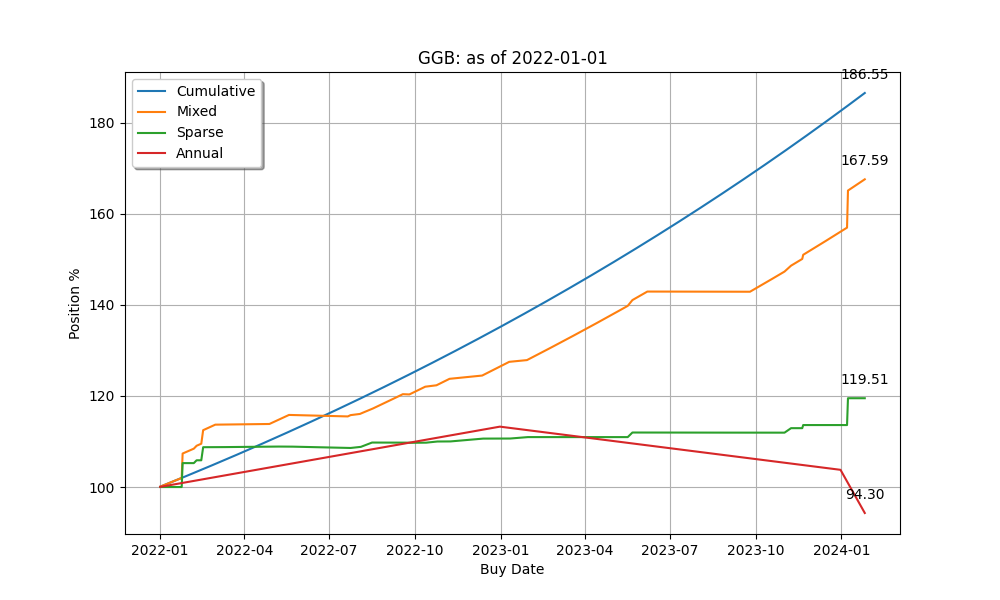 GGB: as of 2022-01-01
Cumulative
Mixed
Sparse
Annual
186.55
167.59
119.51
94.30
Position %
180
160
140
120
100
2022-01 2022-04 2022-07 2022-10 2023-01 2023-04 2023-07 2023-10 2024-01
Buy Date